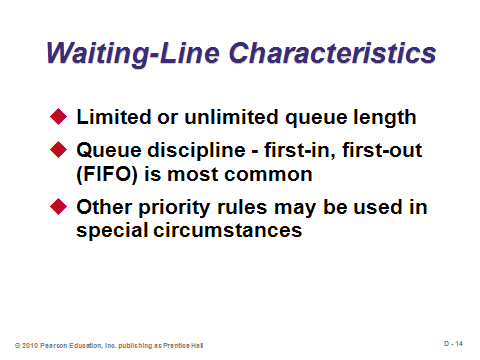 Waiting-Line Characteristics
Limited or unlimited queue length
Queue discipline - first-in, first-out
(FIFO) is most common
Other priority rules may be used in
special circumstances
© 2010 Pearson Education, Inc. publishing as Prentice Hall
D - 14